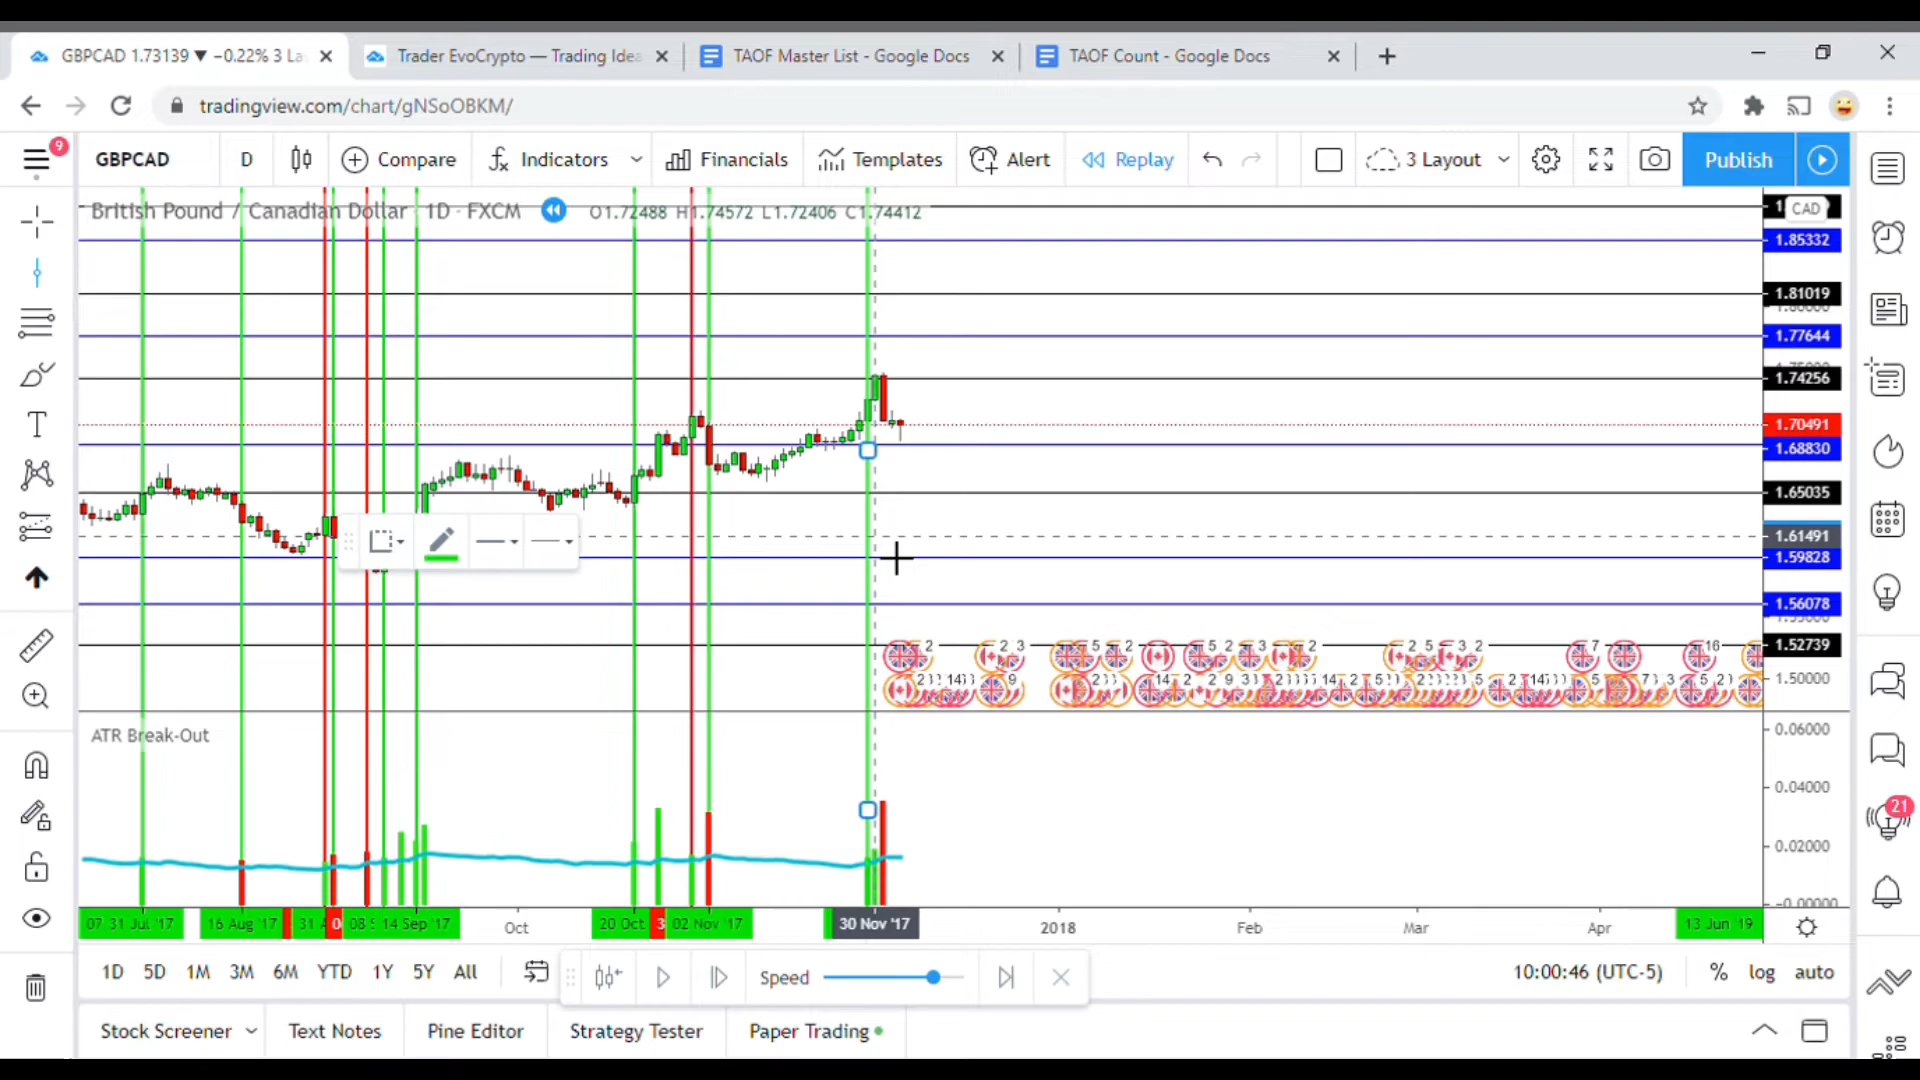 GBPCAD 1.73139 ▼ −0.22% 3 La
Trader EvoCrypto — Trading Idea
TAOF Master List - Google Docs
TAOF Count - Google Docs
tradingview.com/chart/gNSoOBKM/
9
GBPCAD
D
Compare
Indicators
Financials
Templates
Alert
Replay
3 Layout
Publish
British Pound / Canadian Dollar · 1D · FXCM
O1.72488 H1.74572 L1.72406 C1.74412
CAD
1.85332
1.81019
1.77644
1.74256
1.70491
1.68830
1.65035
1.61491
1.59828
1.56078
1.52739
1.50000
ATR Break-Out
0.06000
0.04000
0.02000
-0.00000
21
07 31 Jul '17
16 Aug '17
31 A
08 S
14 Sep '17
Oct
20 Oct
02 Nov '17
30 Nov '17
2018
Feb
Mar
Apr
13 Jun '19
1D 5D 1M 3M 6M YTD 1Y 5Y All
Speed
10:00:46 (UTC-5)
% log auto
Stock Screener
Text Notes
Pine Editor
Strategy Tester
Paper Trading